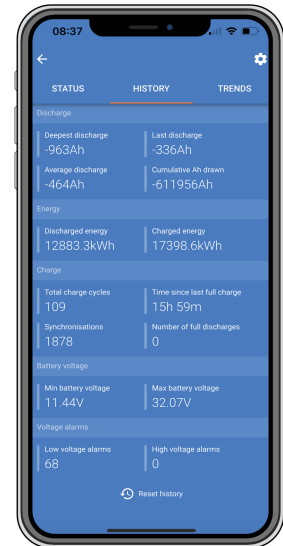 08:37
STATUS HISTORY TRENDS
Discharge
Deepest discharge Last discharge
-963Ah -336Ah
Average discharge Cumulative Ah drawn
-464Ah -611956Ah
Energy
Discharged energy Charged energy
12883.3kWh 17398.6kWh
Charge
Total charge cycles Time since last full charge
109 15h 59m
Synchronisations Number of full discharges
1878 0
Battery voltage
Min battery voltage Max battery voltage
11.44V 32.07V
Voltage alarms
Low voltage alarms High voltage alarms
68 0
Reset history